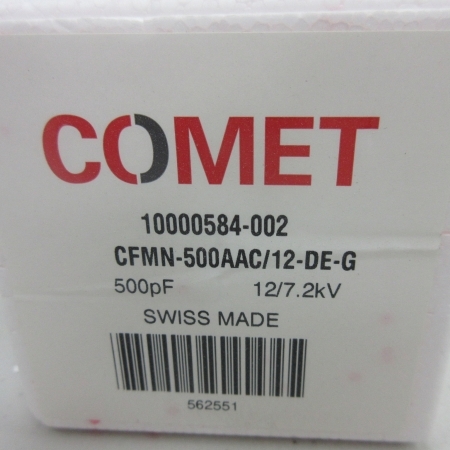 COMET
10000584-002
CFMN-500AAC/12-DE-G
500pF 12/7.2kV
SWISS MADE
562551